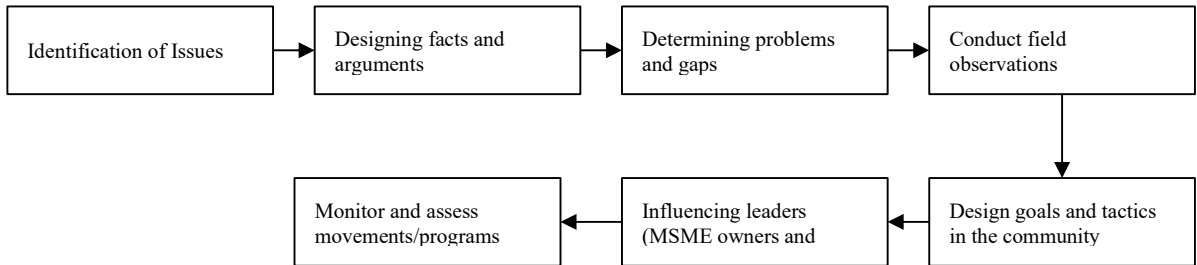 Identification of Issues
Designing facts and
arguments
Determining problems
and gaps
Conduct field
observations
Design goals and tactics
in the community
Influencing leaders
(MSME owners and
Monitor and assess
movements/programs